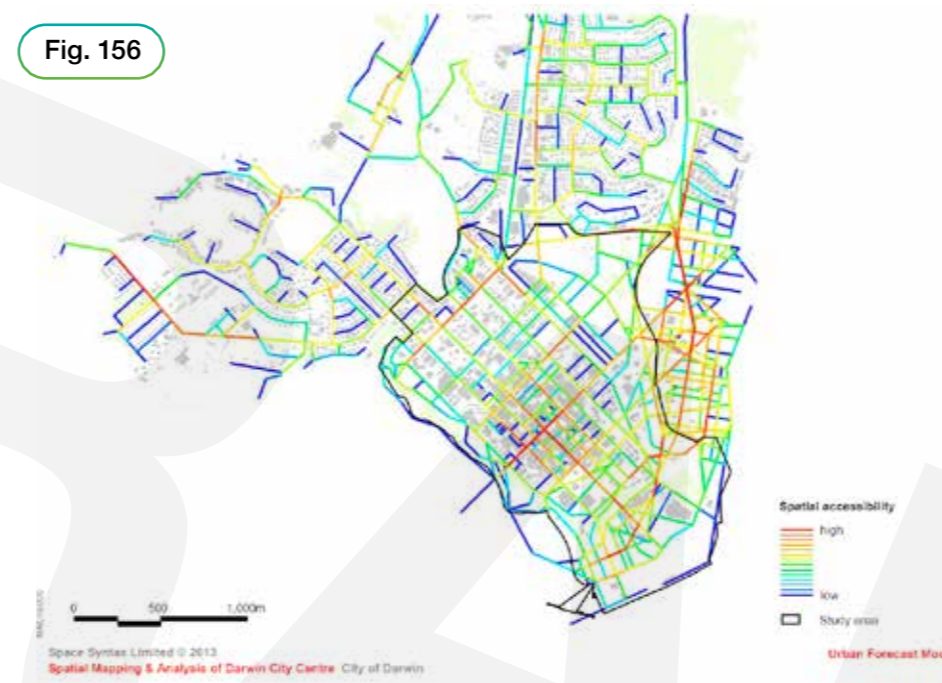 Fig. 156
Spatial accessibility
high
low
Study area
0 500 1,000m
Space Syntax Limited © 2013
Spatial Mapping & Analysis of Darwin City Centre City of Darwin
Urban Forecast Mo